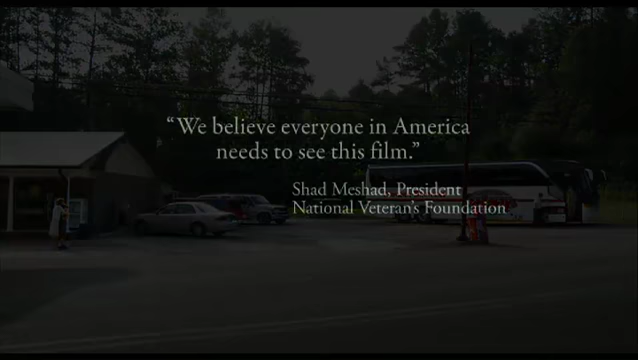 “We believe everyone in America
needs to see this film.”
Shad Meshad, President
National Veteran’s Foundation